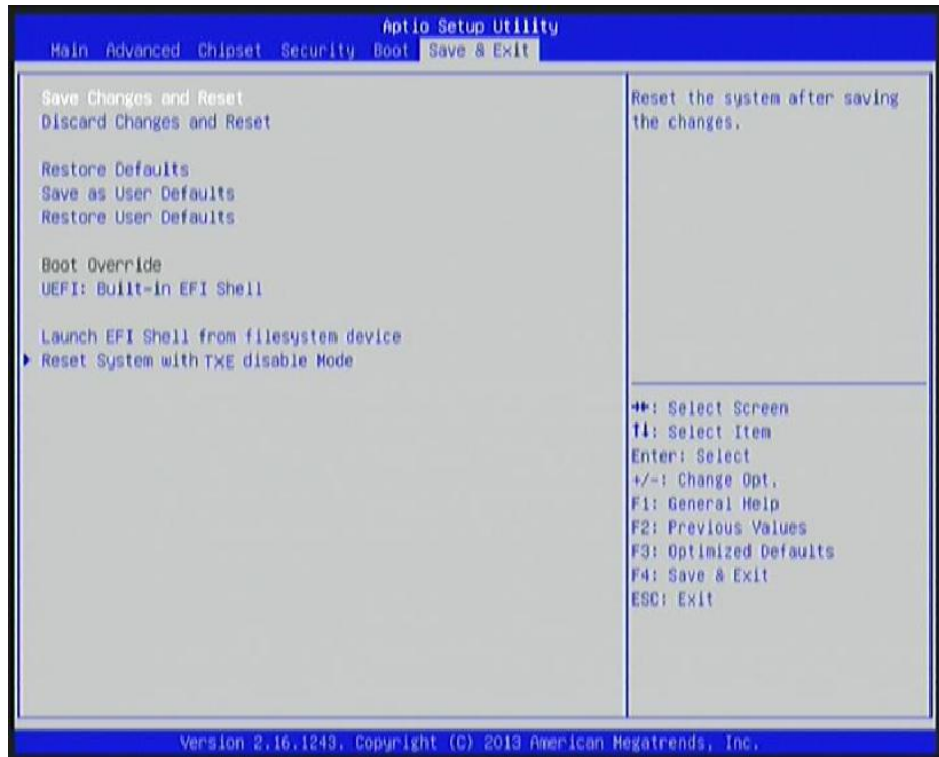 Aptio Setup Utility
Main Advanced Chipset Security Boot Save & Exit
Save Changes and Reset
Discard Changes and Reset
Restore Defaults
Save as User Defaults
Restore User Defaults
Boot Override
UEFI: Built-in EFI Shell
Launch EFI Shell from filesystem device
Reset System with TXE disable Mode
Reset the system after saving
the changes.
→←: Select Screen
↑↓: Select Item
Enter: Select
+/-: Change Opt.
F1: General Help
F2: Previous Values
F3: Optimized Defaults
F4: Save & Exit
ESC: Exit
Version 2.16.1243. Copyright (C) 2013 American Megatrends, Inc.